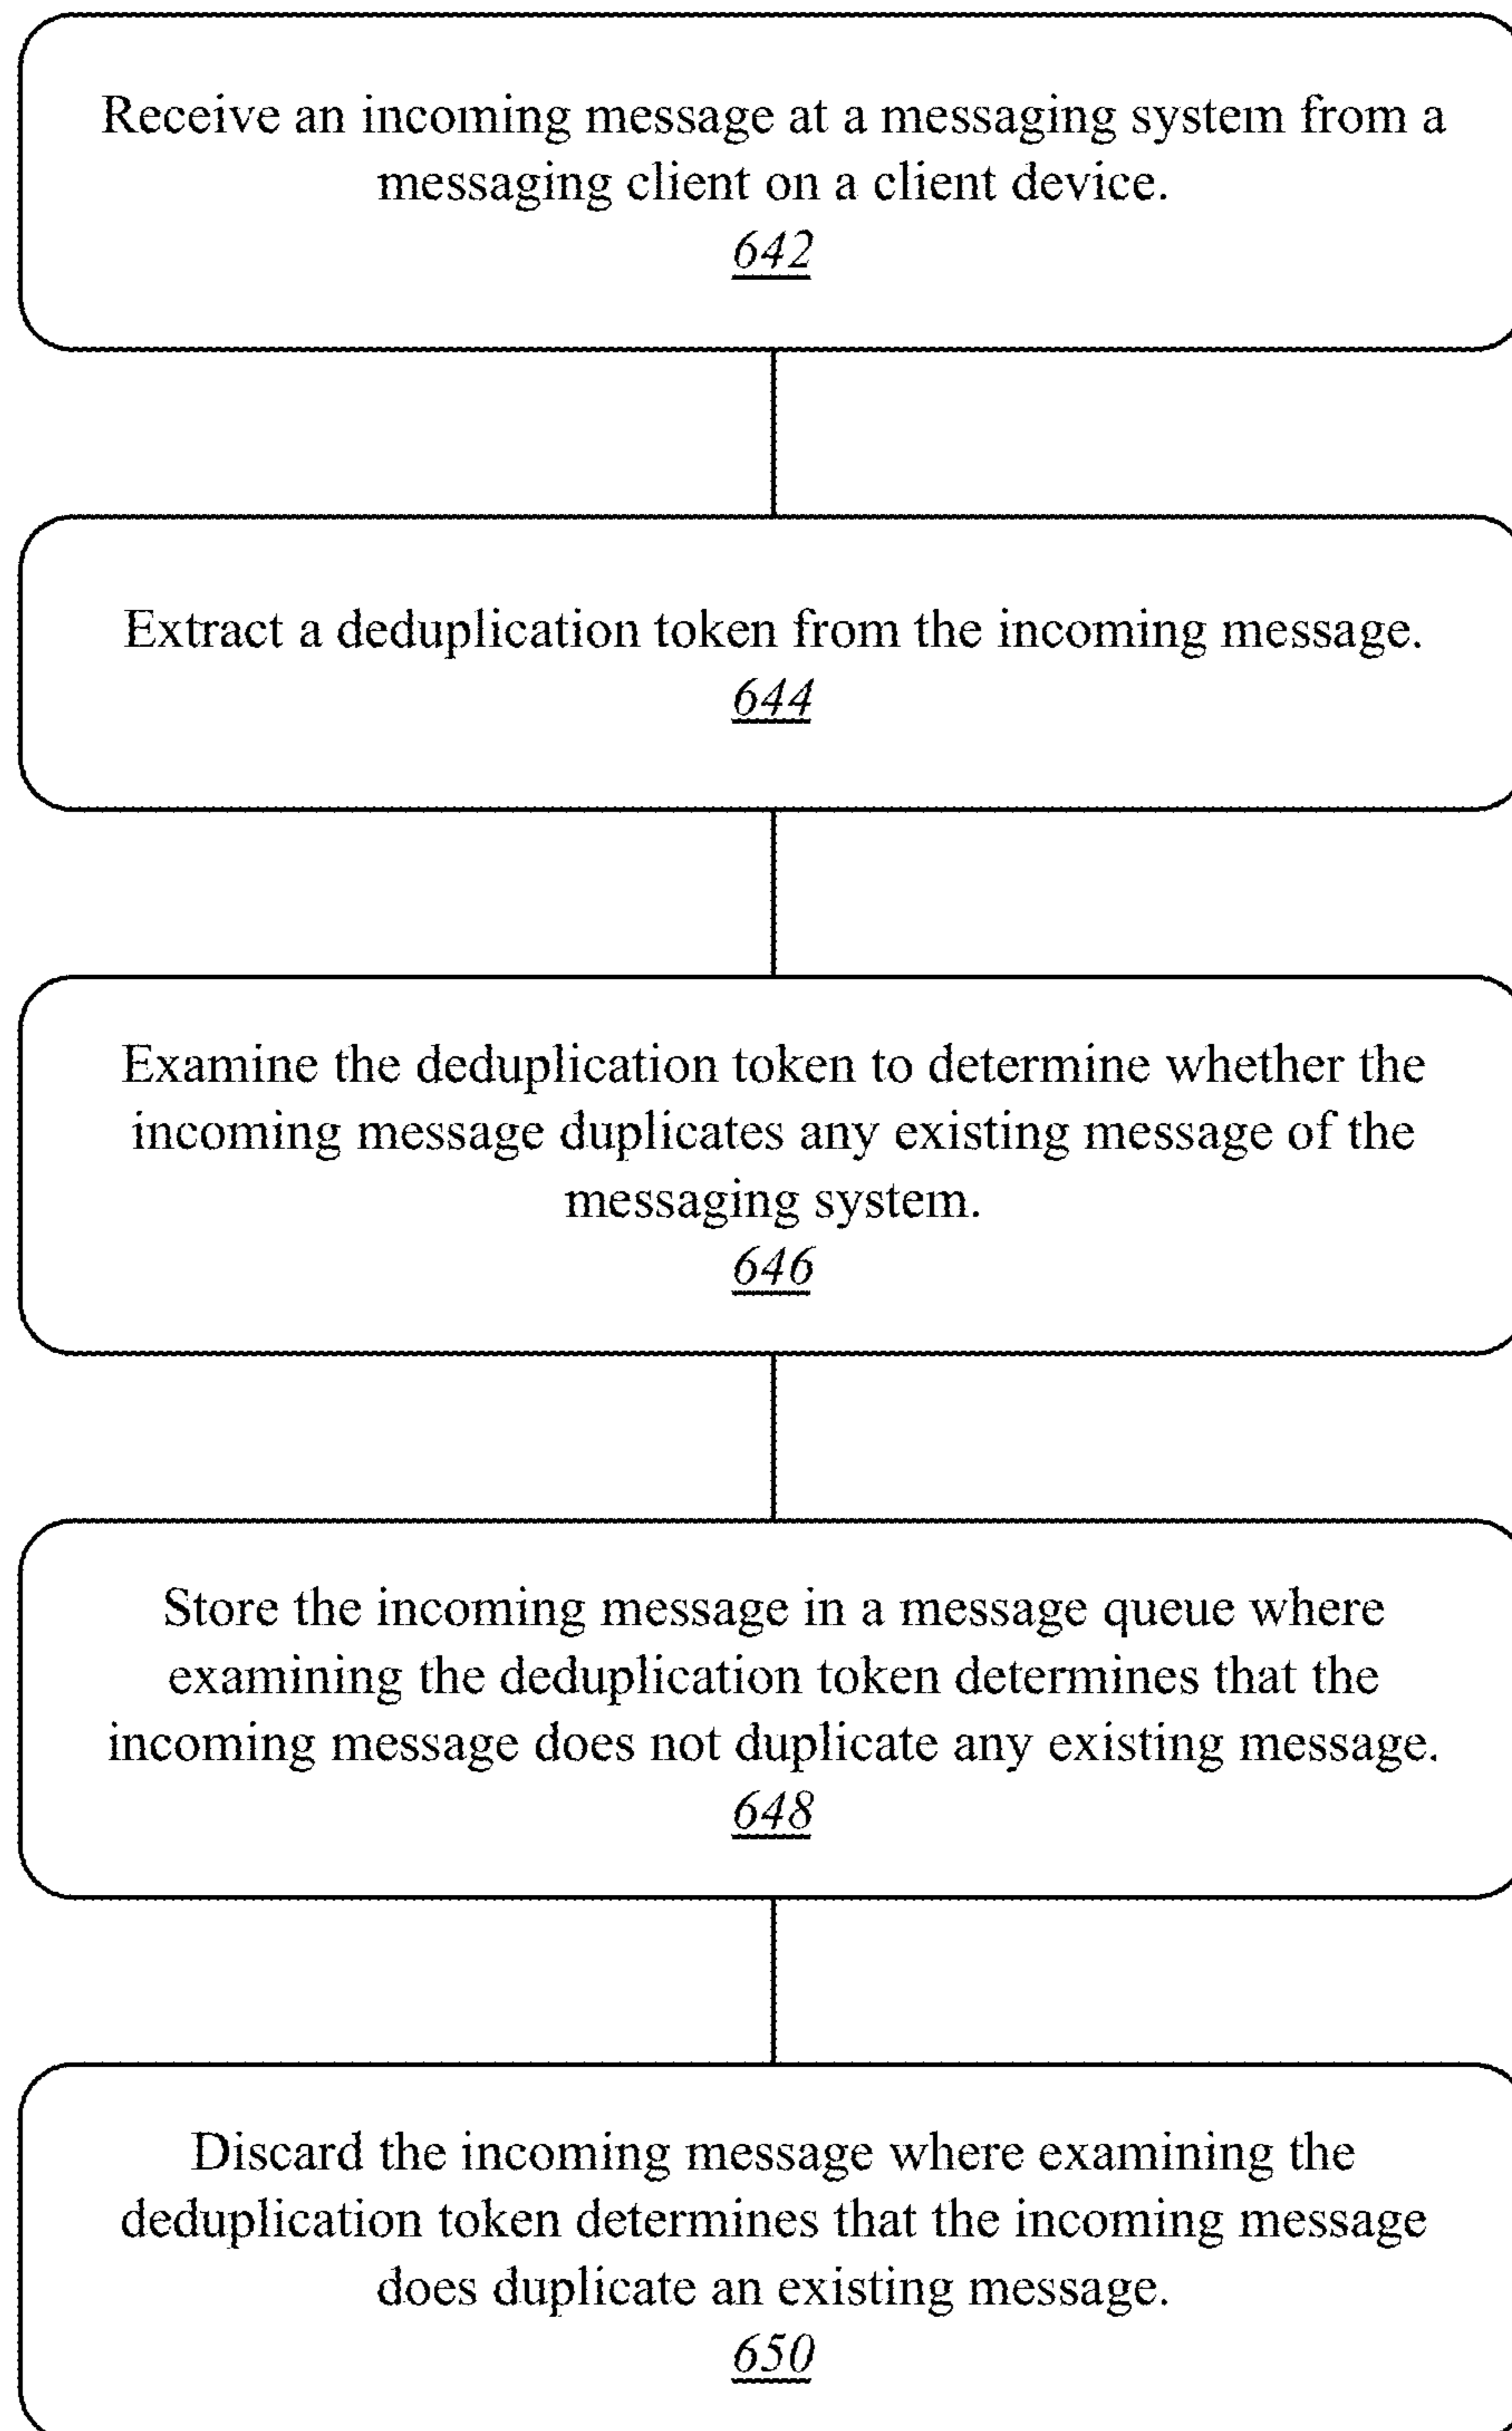 Receive an incoming message at a messaging system from a
messaging client on a client device.
642
Extract a deduplication token from the incoming message.
644
Examine the deduplication token to determine whether the
incoming message duplicates any existing message of the
messaging system.
646
Store the incoming message in a message queue where
examining the deduplication token determines that the
incoming message does not duplicate any existing message.
648
Discard the incoming message where examining the
deduplication token determines that the incoming message
does duplicate an existing message.
650